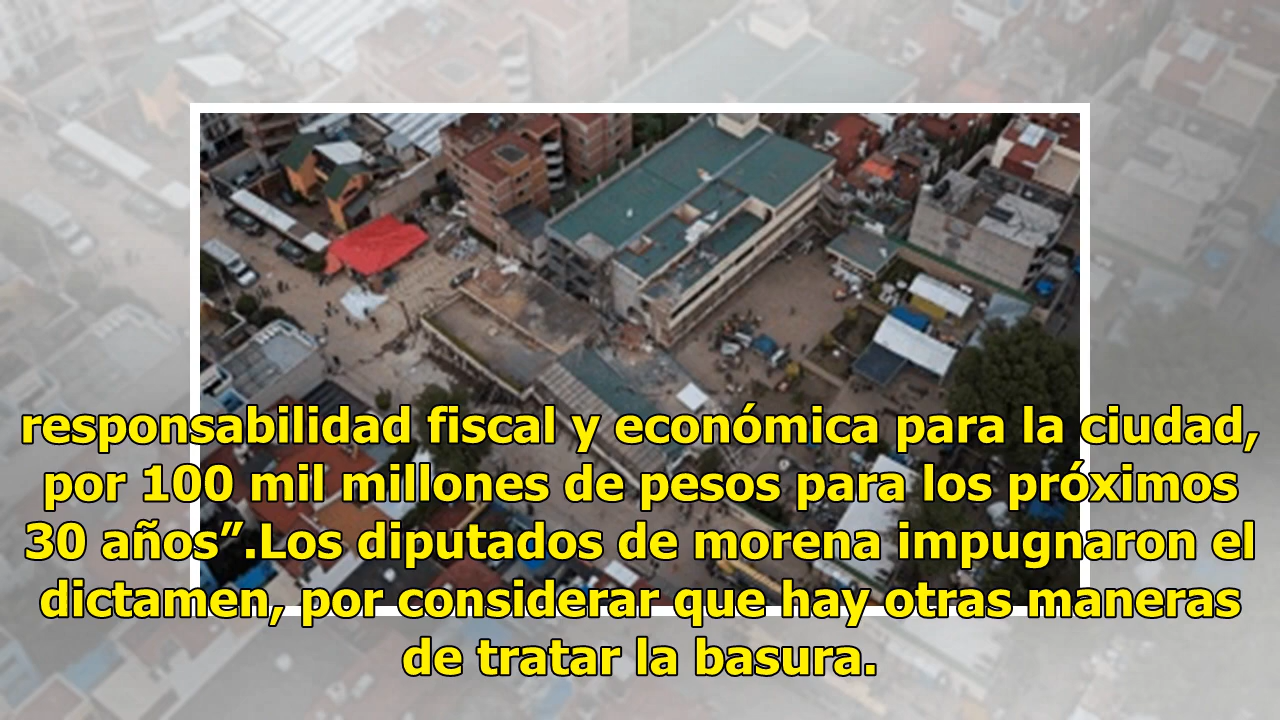 responsabilidad fiscal y económica para la ciudad,
por 100 mil millones de pesos para los próximos
30 años”.Los diputados de morena impugnaron el
dictamen, por considerar que hay otras maneras
de tratar la basura.